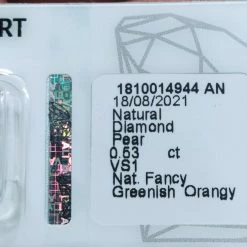 RT
1810014944 AN
18/08/2021
Natural
Diamond
Pear
0.53 ct
VS1
Nat. Fancy
Greenish Orangy